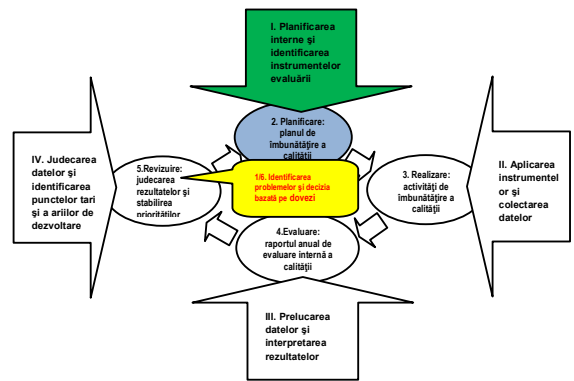 I. Planificarea
interne şi
identificarea
instrumentelor
evaluării
2. Planificare:
planul de
îmbunătăţire a
calităţii
IV. Judecarea
datelor şi
identificarea
punctelor tari
şi a ariilor de
dezvoltare
5.Revizuire:
judecarea
rezultatelor şi
stabilirea
priorităţilor
1/6. Identificarea
problemelor şi decizia
bazată pe dovezi
3. Realizare:
activităţi de
îmbunătăţire a
calităţii
II. Aplicarea
instrumentel
or şi
colectarea
datelor
4.Evaluare:
raportul anual de
evaluare internă a
calităţii
III. Prelucarea
datelor şi
interpretarea
rezultatelor